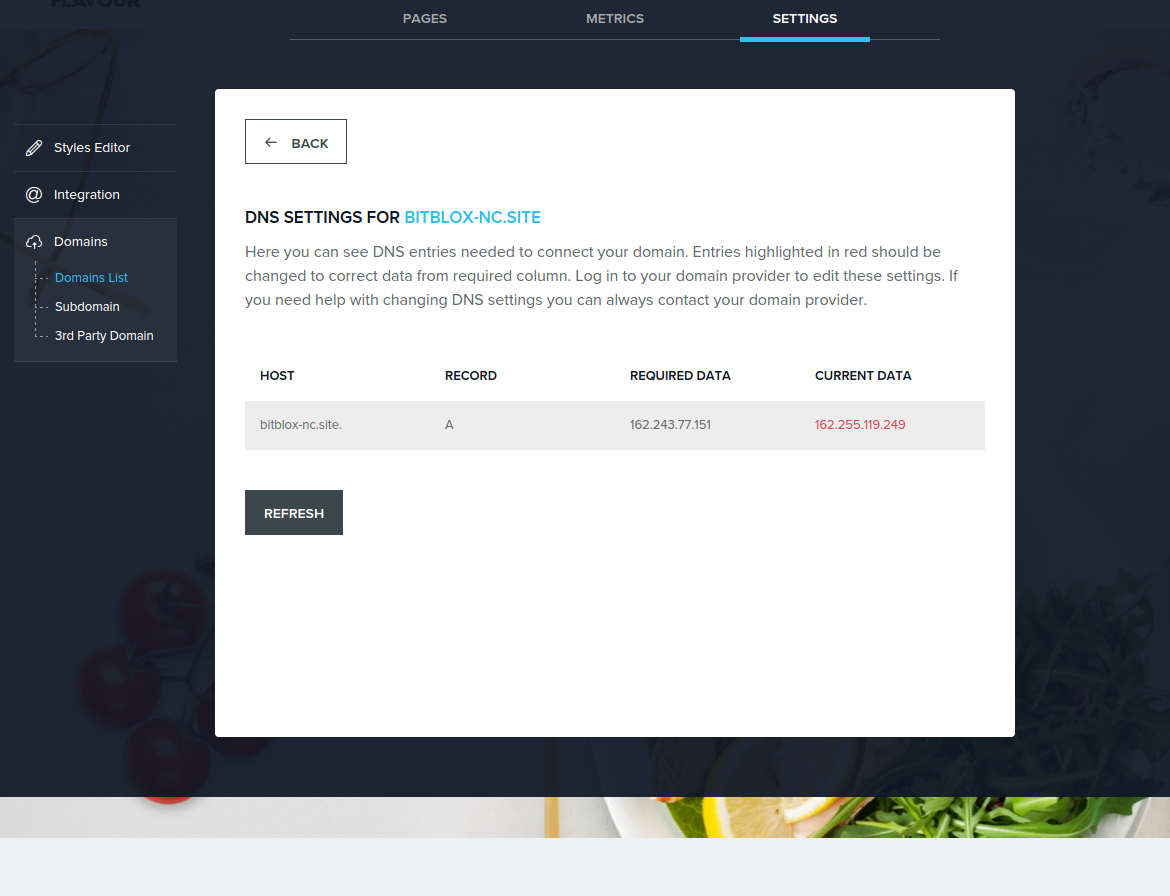 FLAVOUR
PAGES METRICS SETTINGS
Styles Editor
Integration
Domains
Domains List
Subdomain
3rd Party Domain
BACK
DNS SETTINGS FOR BITBLOX-NC.SITE
Here you can see DNS entries needed to connect your domain. Entries highlighted in red should be
changed to correct data from required column. Log in to your domain provider to edit these settings. If
you need help with changing DNS settings you can always contact your domain provider.
HOST RECORD REQUIRED DATA CURRENT DATA
bitblox-nc.site. A 162.243.77.151 162.255.119.249
REFRESH